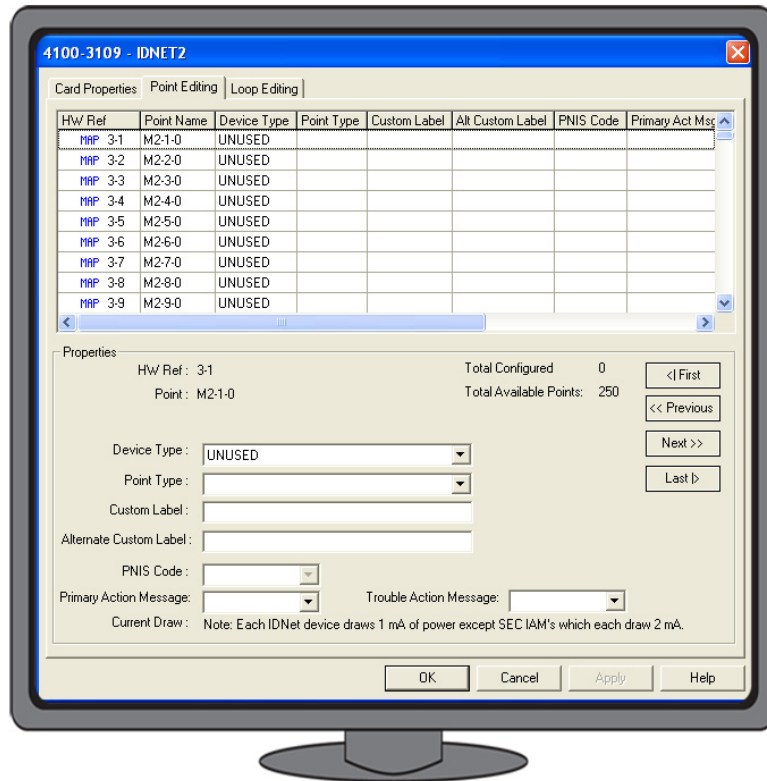 4100-3109 - IDNET2
Card Properties Point Editing Loop Editing
HW Ref Point Name Device Type Point Type Custom Label Alt Custom Label PNIS Code Primary Act Msg
MAP 3-1 M2-1-0 UNUSED
MAP 3-2 M2-2-0 UNUSED
MAP 3-3 M2-3-0 UNUSED
MAP 3-4 M2-4-0 UNUSED
MAP 3-5 M2-5-0 UNUSED
MAP 3-6 M2-6-0 UNUSED
MAP 3-7 M2-7-0 UNUSED
MAP 3-8 M2-8-0 UNUSED
MAP 3-9 M2-9-0 UNUSED
Properties
HW Ref : 3-1 Total Configured 0 <| First
Point : M2-1-0 Total Available Points: 250 << Previous
Next >>
Device Type : UNUSED
Point Type : Last |>
Custom Label :
Alternate Custom Label :
PNIS Code :
Primary Action Message: Trouble Action Message:
Current Draw : Note: Each IDNet device draws 1 mA of power except SEC IAM's which each draw 2 mA.
OK Cancel Apply Help